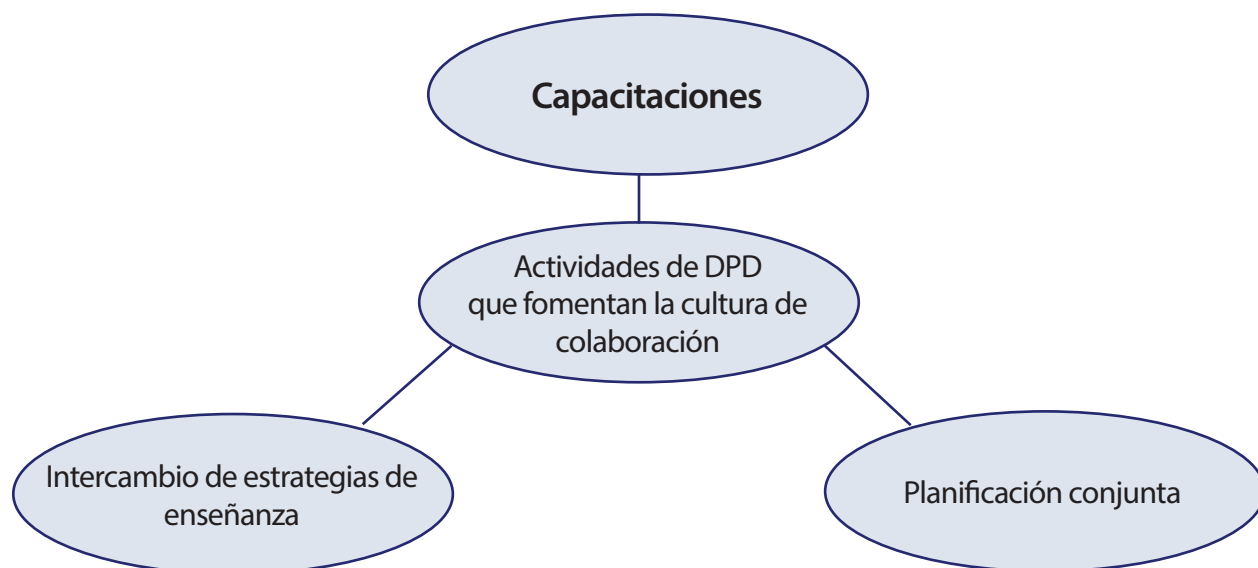 Capacitaciones
Actividades de DPD
que fomentan la cultura de
colaboración
Intercambio de estrategias de
enseñanza
Planificación conjunta